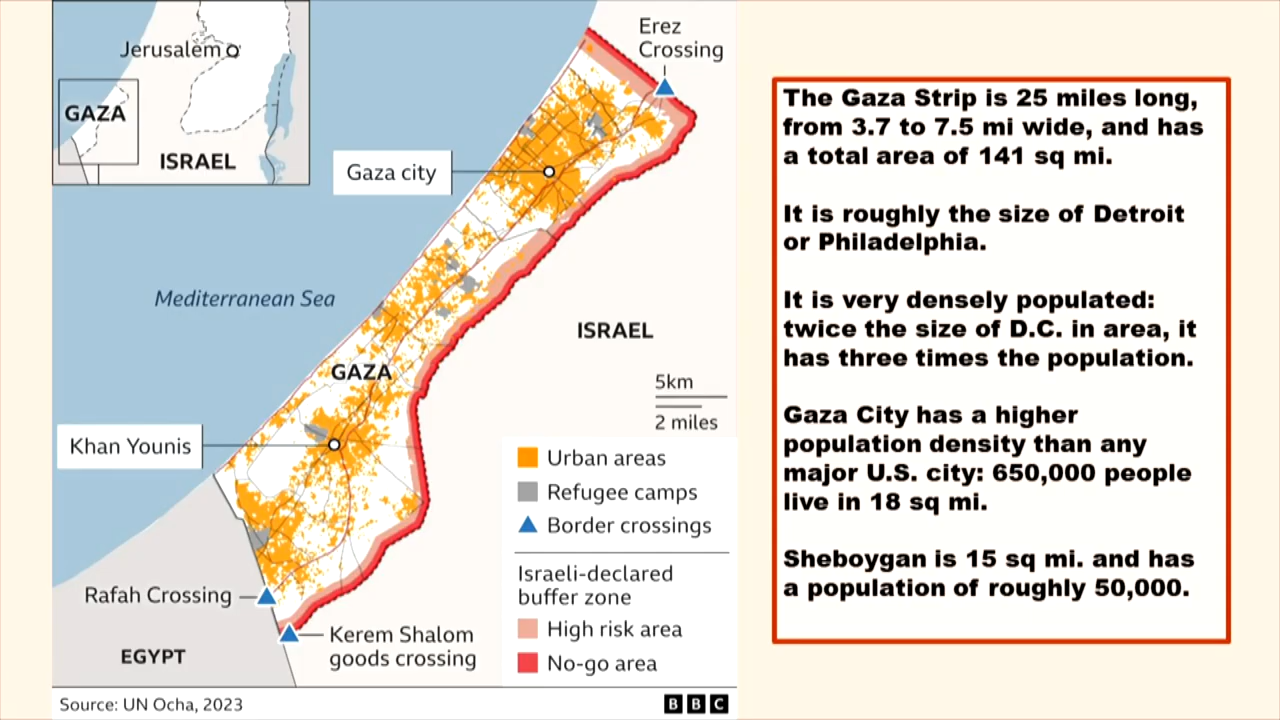 Jerusalem
GAZA
ISRAEL
Erez
Crossing
Gaza city
Mediterranean Sea
ISRAEL
GAZA
5km
2 miles
Khan Younis
Urban areas
Refugee camps
Border crossings
Israeli-declared
buffer zone
High risk area
No-go area
Rafah Crossing
Kerem Shalom
goods crossing
EGYPT
Source: UN Ocha, 2023
BBC
The Gaza Strip is 25 miles long,
from 3.7 to 7.5 mi wide, and has
a total area of 141 sq mi.
It is roughly the size of Detroit
or Philadelphia.
It is very densely populated:
twice the size of D.C. in area, it
has three times the population.
Gaza City has a higher
population density than any
major U.S. city: 650,000 people
live in 18 sq mi.
Sheboygan is 15 sq mi. and has
a population of roughly 50,000.